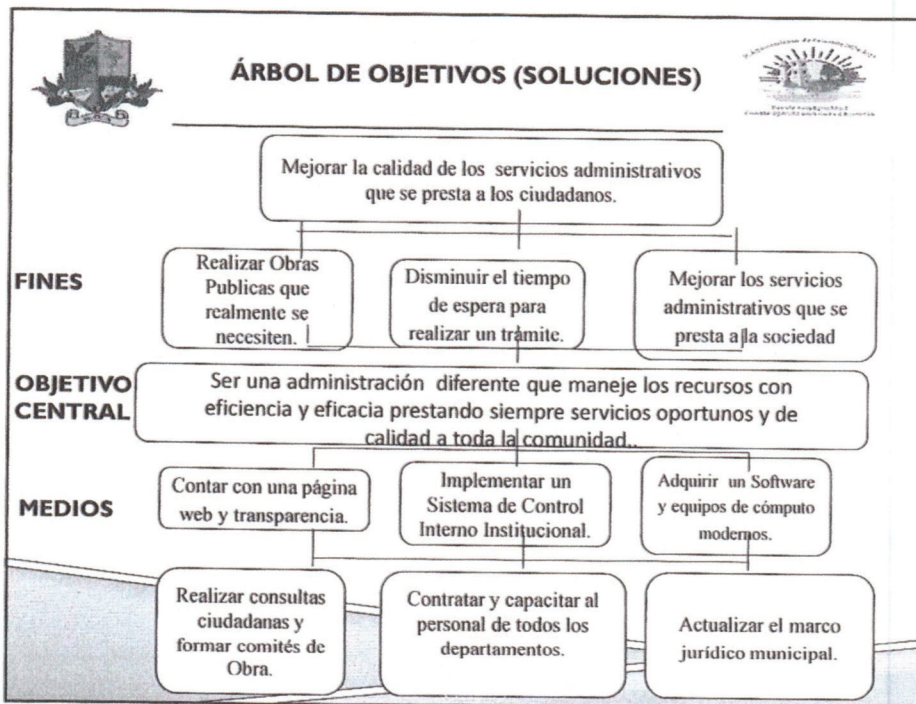 ÁRBOL DE OBJETIVOS (SOLUCIONES)
Mejorar la calidad de los servicios administrativos
que se presta a los ciudadanos.
FINES
Realizar Obras
Publicas que
realmente se
necesiten.
Disminuir el tiempo
de espera para
realizar un trámite.
Mejorar los servicios
administrativos que se
presta a la sociedad
OBJETIVO
CENTRAL
Ser una administración diferente que maneje los recursos con
eficiencia y eficacia prestando siempre servicios oportunos y de
calidad a toda la comunidad..
MEDIOS
Contar con una página
web y transparencia.
Implementar un
Sistema de Control
Interno Institucional.
Adquirir un Software
y equipos de cómputo
modernos.
Realizar consultas
ciudadanas y
formar comités de
Obra.
Contratar y capacitar al
personal de todos los
departamentos.
Actualizar el marco
jurídico municipal.